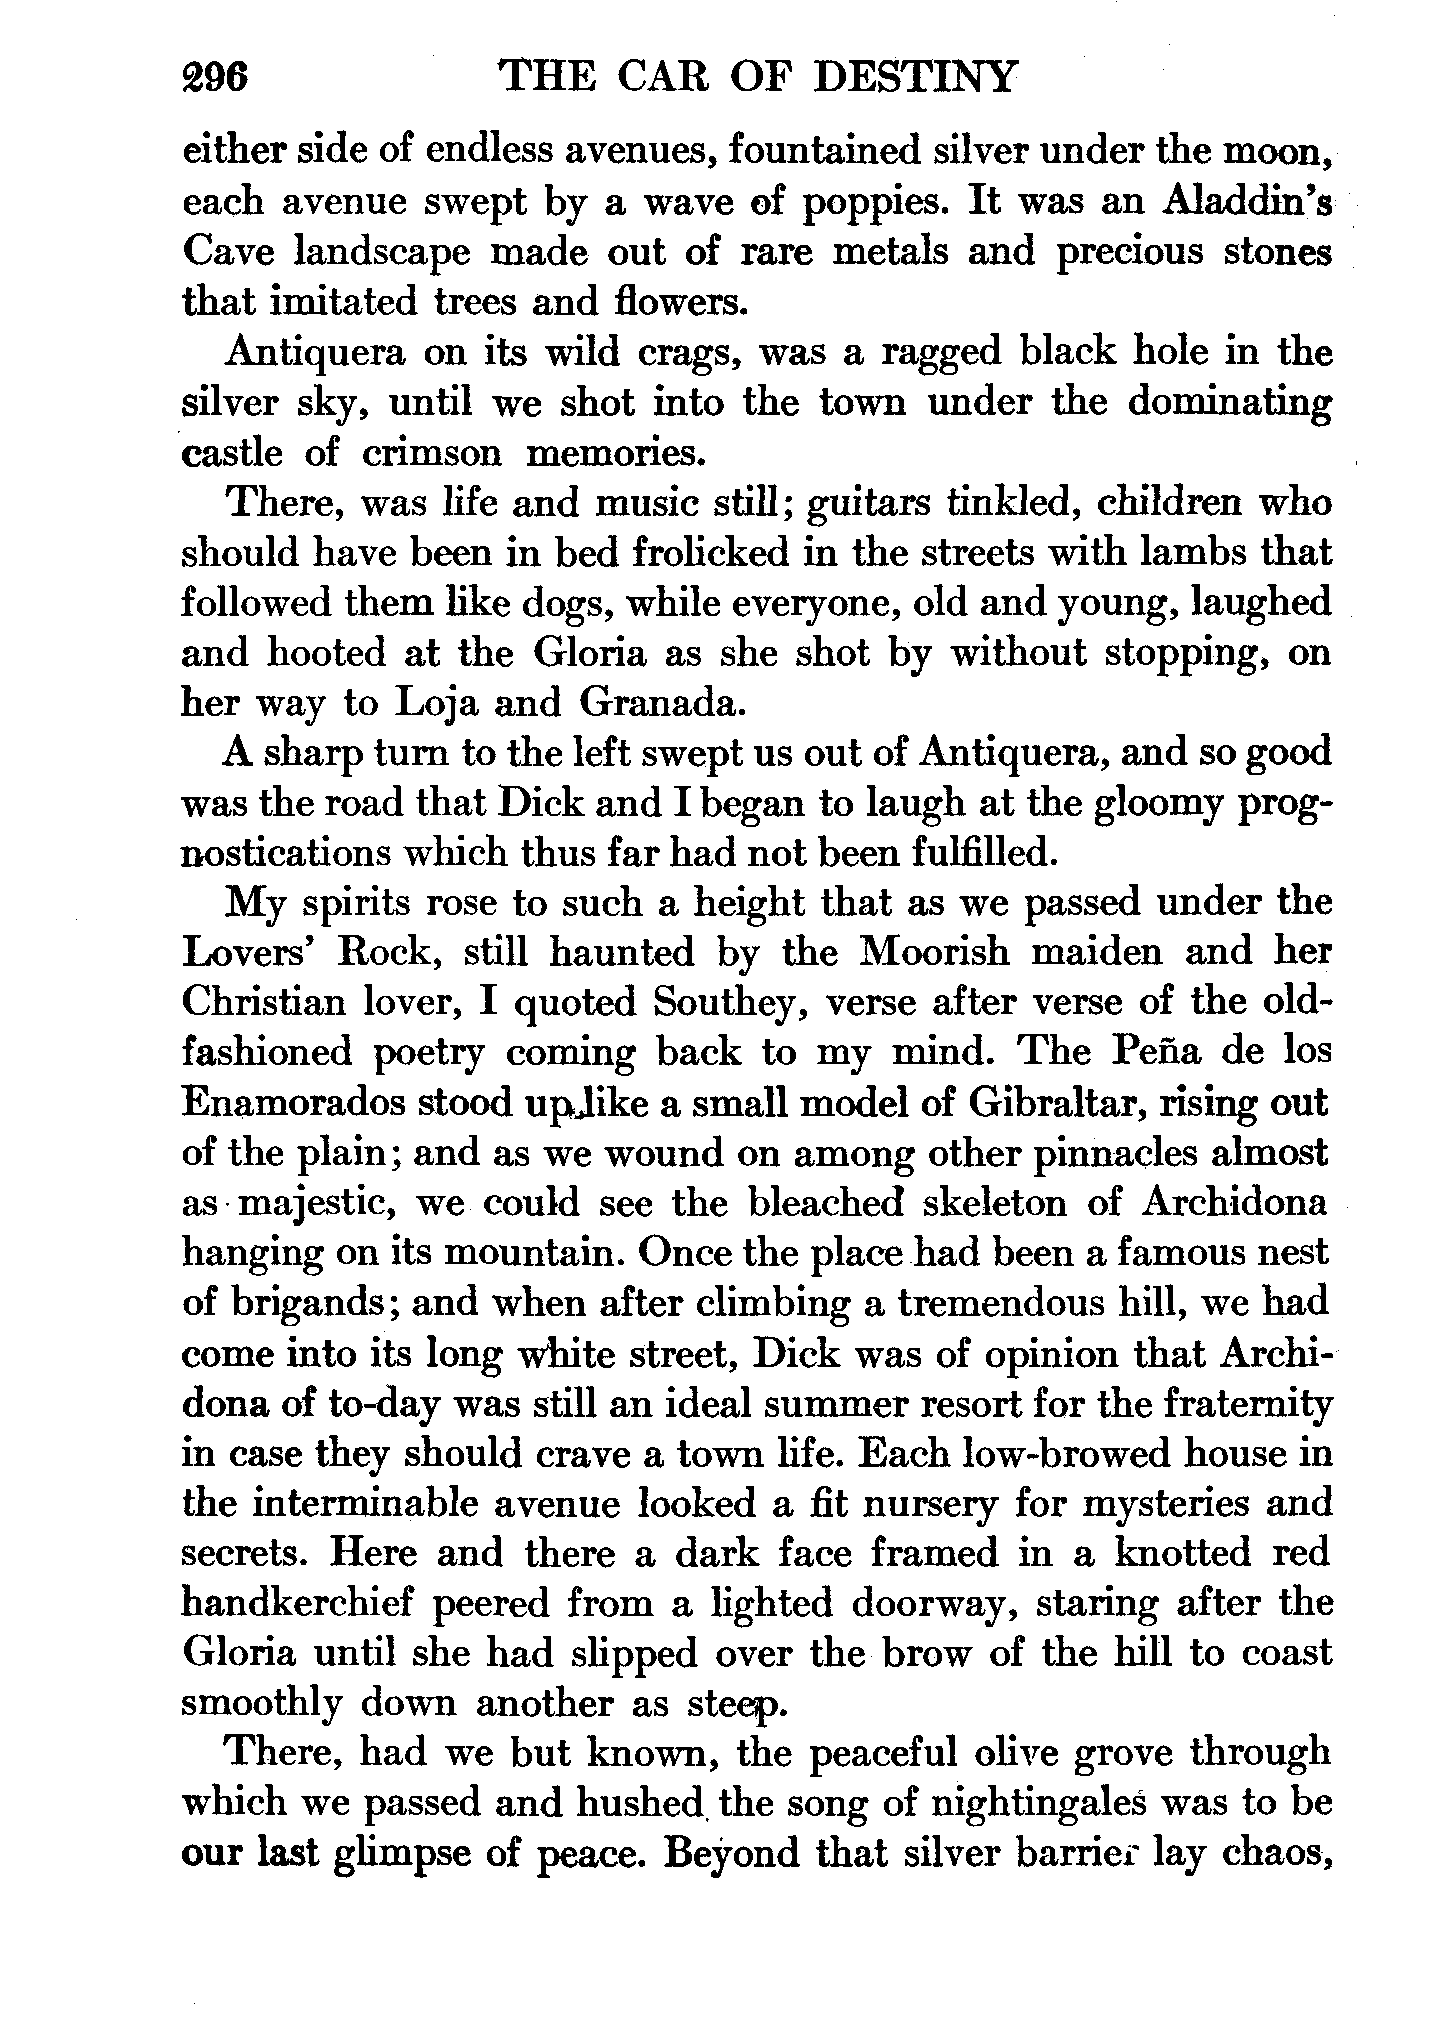 296 THE CAR OF DESTINY
either side of endless avenues, fountained silver under the moon,
each avenue swept by a wave of poppies. It was an Aladdin's
Cave landscape made out of rare metals and precious stones
that imitated trees and flowers.
Antiquera on its wild crags, was a ragged black hole in the
silver sky, until we shot into the town under the dominating
castle of crimson memories.
There, was life and music still; guitars tinkled, children who
should have been in bed frolicked in the streets with lambs that
followed them like dogs, while everyone, old and young, laughed
and hooted at the Gloria as she shot by without stopping, on
her way to Loja and Granada.
A sharp turn to the left swept us out of Antiquera, and so good
was the road that Dick and I began to laugh at the gloomy prog-
nostications which thus far had not been fulfilled.
My spirits rose to such a height that as we passed under the
Lovers' Rock, still haunted by the Moorish maiden and her
Christian lover, I quoted Southey, verse after verse of the old-
fashioned poetry coming back to my mind. The Peña de los
Enamorados stood up like a small model of Gibraltar, rising out
of the plain; and as we wound on among other pinnacles almost
as majestic, we could see the bleached skeleton of Archidona
hanging on its mountain. Once the place had been a famous nest
of brigands; and when after climbing a tremendous hill, we had
come into its long white street, Dick was of opinion that Archi-
dona of to-day was still an ideal summer resort for the fraternity
in case they should crave a town life. Each low-browed house in
the interminable avenue looked a fit nursery for mysteries and
secrets. Here and there a dark face framed in a knotted red
handkerchief peered from a lighted doorway, staring after the
Gloria until she had slipped over the brow of the hill to coast
smoothly down another as steep.
There, had we but known, the peaceful olive grove through
which we passed and hushed the song of nightingales was to be
our last glimpse of peace. Beyond that silver barrier lay chaos,